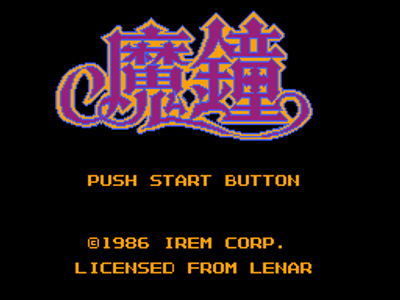 魔鐘
PUSH START BUTTON
©1986 IREM CORP.
LICENSED FROM LENAR